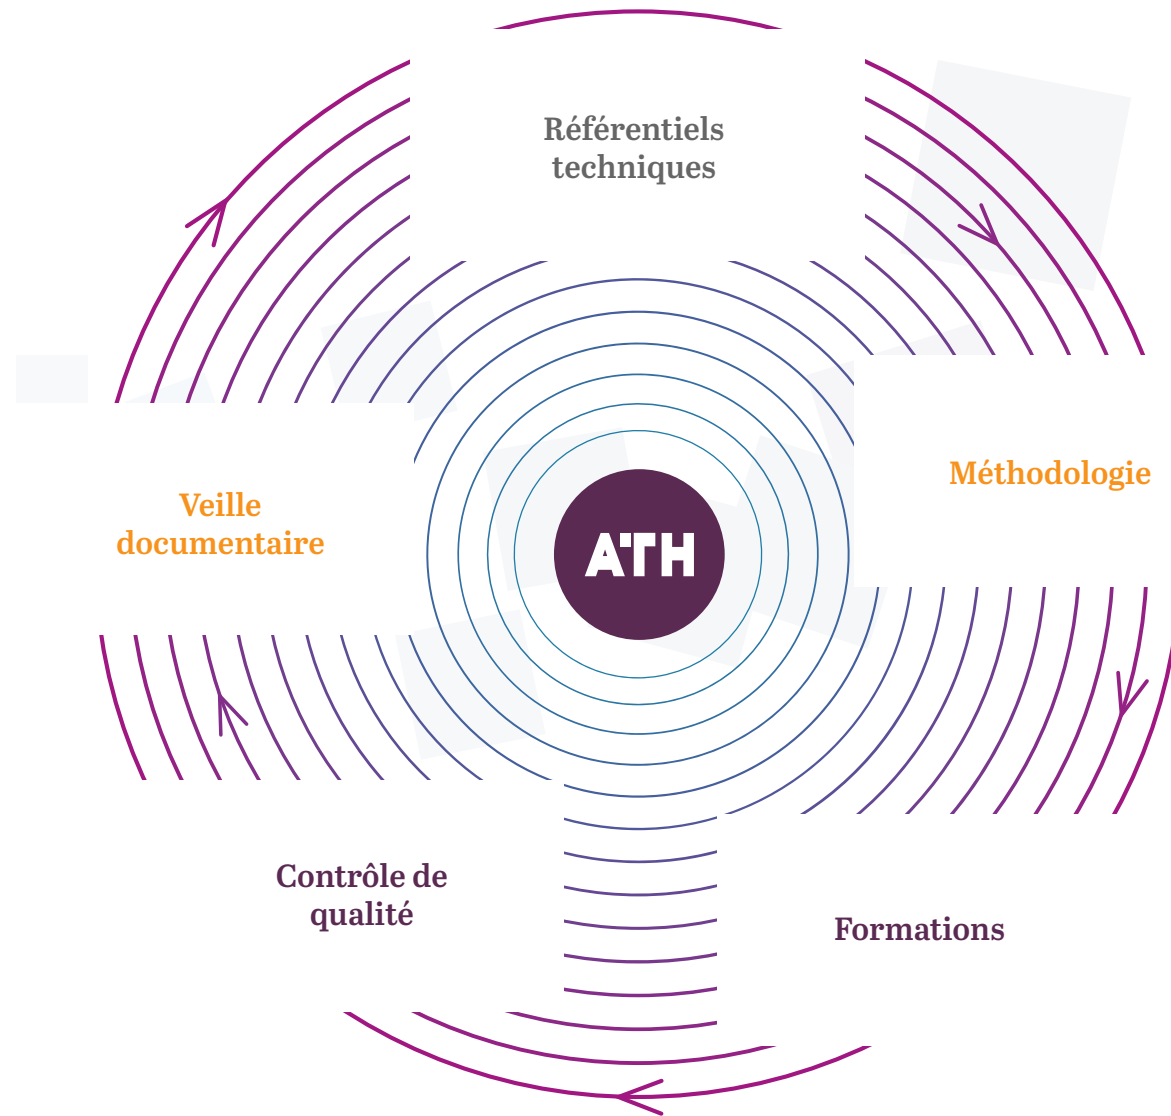 Référentiels
techniques
Méthodologie
Veille
documentaire
ATH
Contrôle de
qualité
Formations